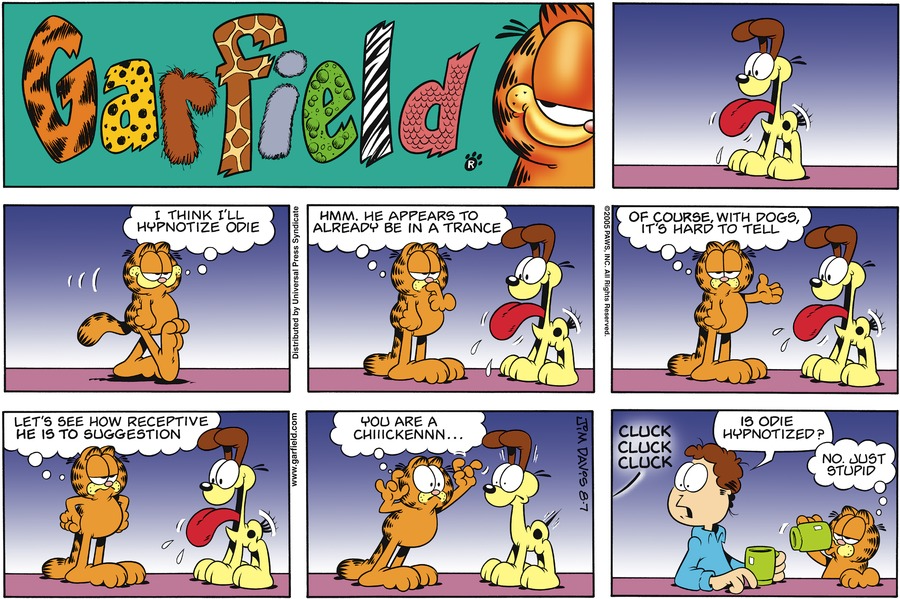 Garfield
®
I THINK I'LL
HYPNOTIZE ODIE
Distributed by Universal Press Syndicate
HMM. HE APPEARS TO
ALREADY BE IN A TRANCE
©2005 PAWS, INC. All Rights Reserved.
OF COURSE, WITH DOGS,
IT'S HARD TO TELL
LET'S SEE HOW RECEPTIVE
HE IS TO SUGGESTION
www.garfield.com
YOU ARE A
CHIIICKENNN...
JIM DAVIS 8-7
CLUCK
CLUCK
CLUCK
IS ODIE
HYPNOTIZED?
NO. JUST
STUPID